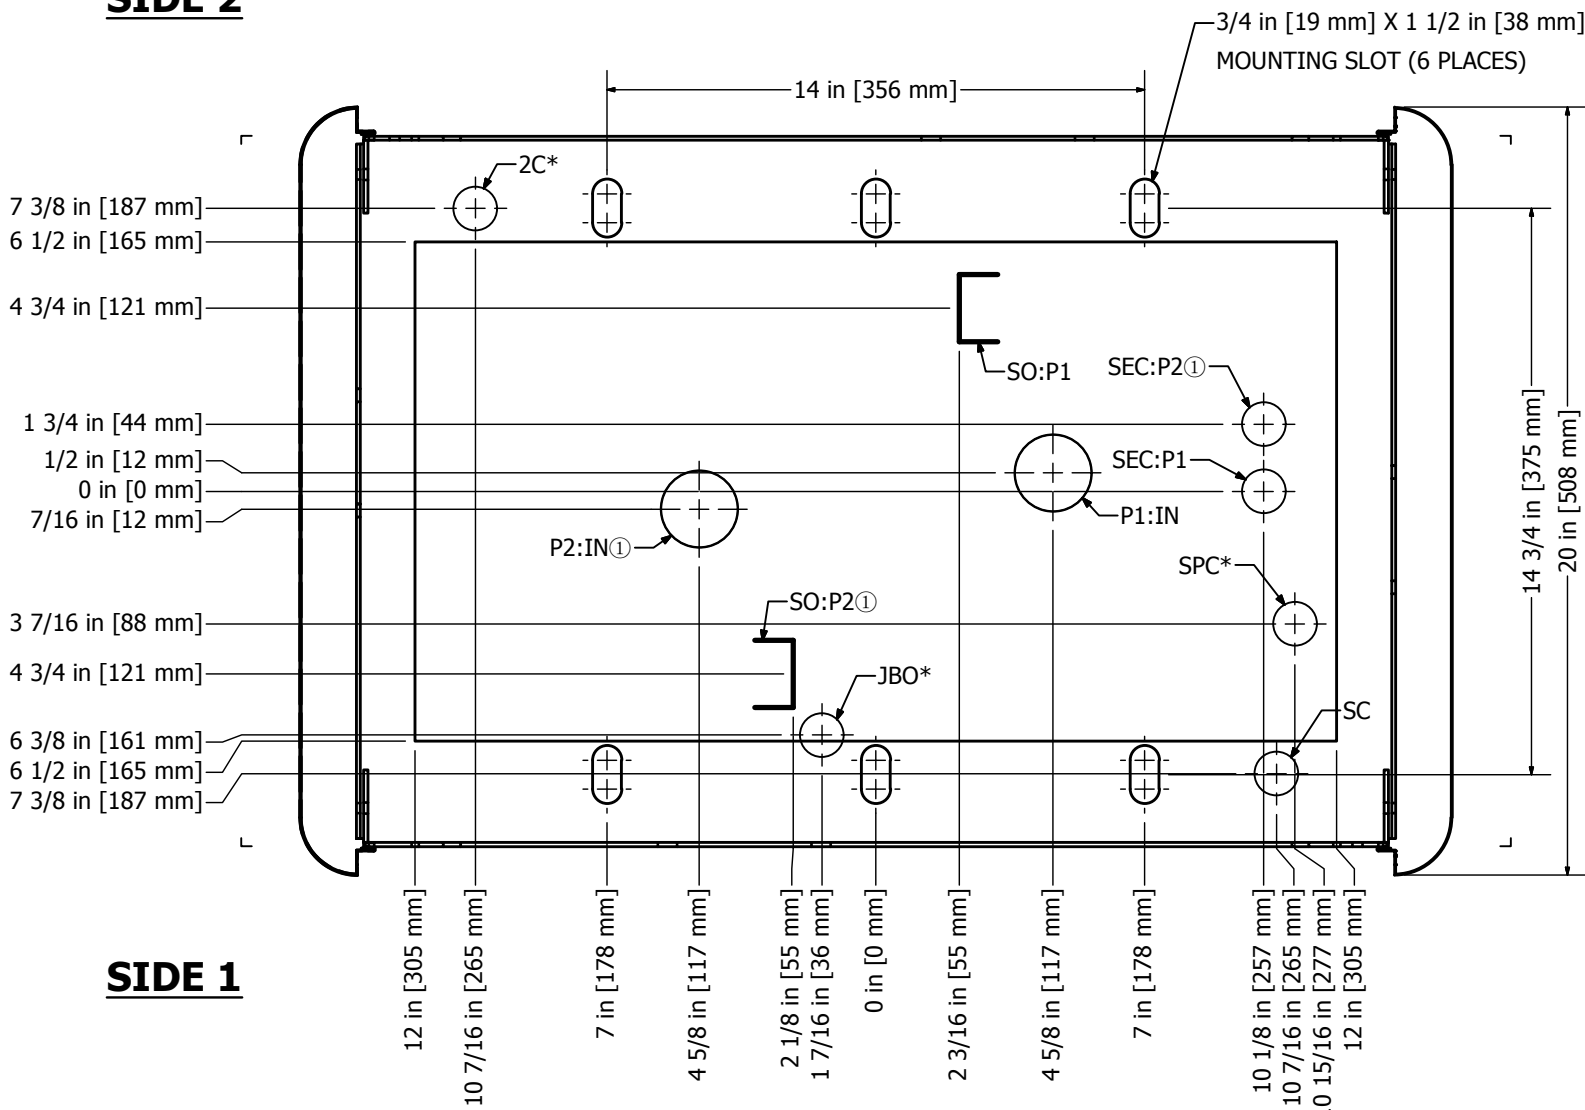 SIDE 2
3/4 in [19 mm] X 1 1/2 in [38 mm]
MOUNTING SLOT (6 PLACES)
14 in [356 mm]
2C*
7 3/8 in [187 mm]
6 1/2 in [165 mm]
4 3/4 in [121 mm]
SO:P1
SEC:P2①
1 3/4 in [44 mm]
1/2 in [12 mm]
SEC:P1
0 in [0 mm]
7/16 in [12 mm]
P1:IN
P2:IN①
14 3/4 in [375 mm]
20 in [508 mm]
SPC*
SO:P2①
3 7/16 in [88 mm]
4 3/4 in [121 mm]
JBO*
SC
6 3/8 in [161 mm]
6 1/2 in [165 mm]
7 3/8 in [187 mm]
SIDE 1
12 in [305 mm]
10 7/16 in [265 mm]
7 in [178 mm]
4 5/8 in [117 mm]
2 1/8 in [55 mm]
1 7/16 in [36 mm]
0 in [0 mm]
2 3/16 in [55 mm]
4 5/8 in [117 mm]
7 in [178 mm]
10 1/8 in [257 mm]
10 7/16 in [265 mm]
0 15/16 in [277 mm]
12 in [305 mm]